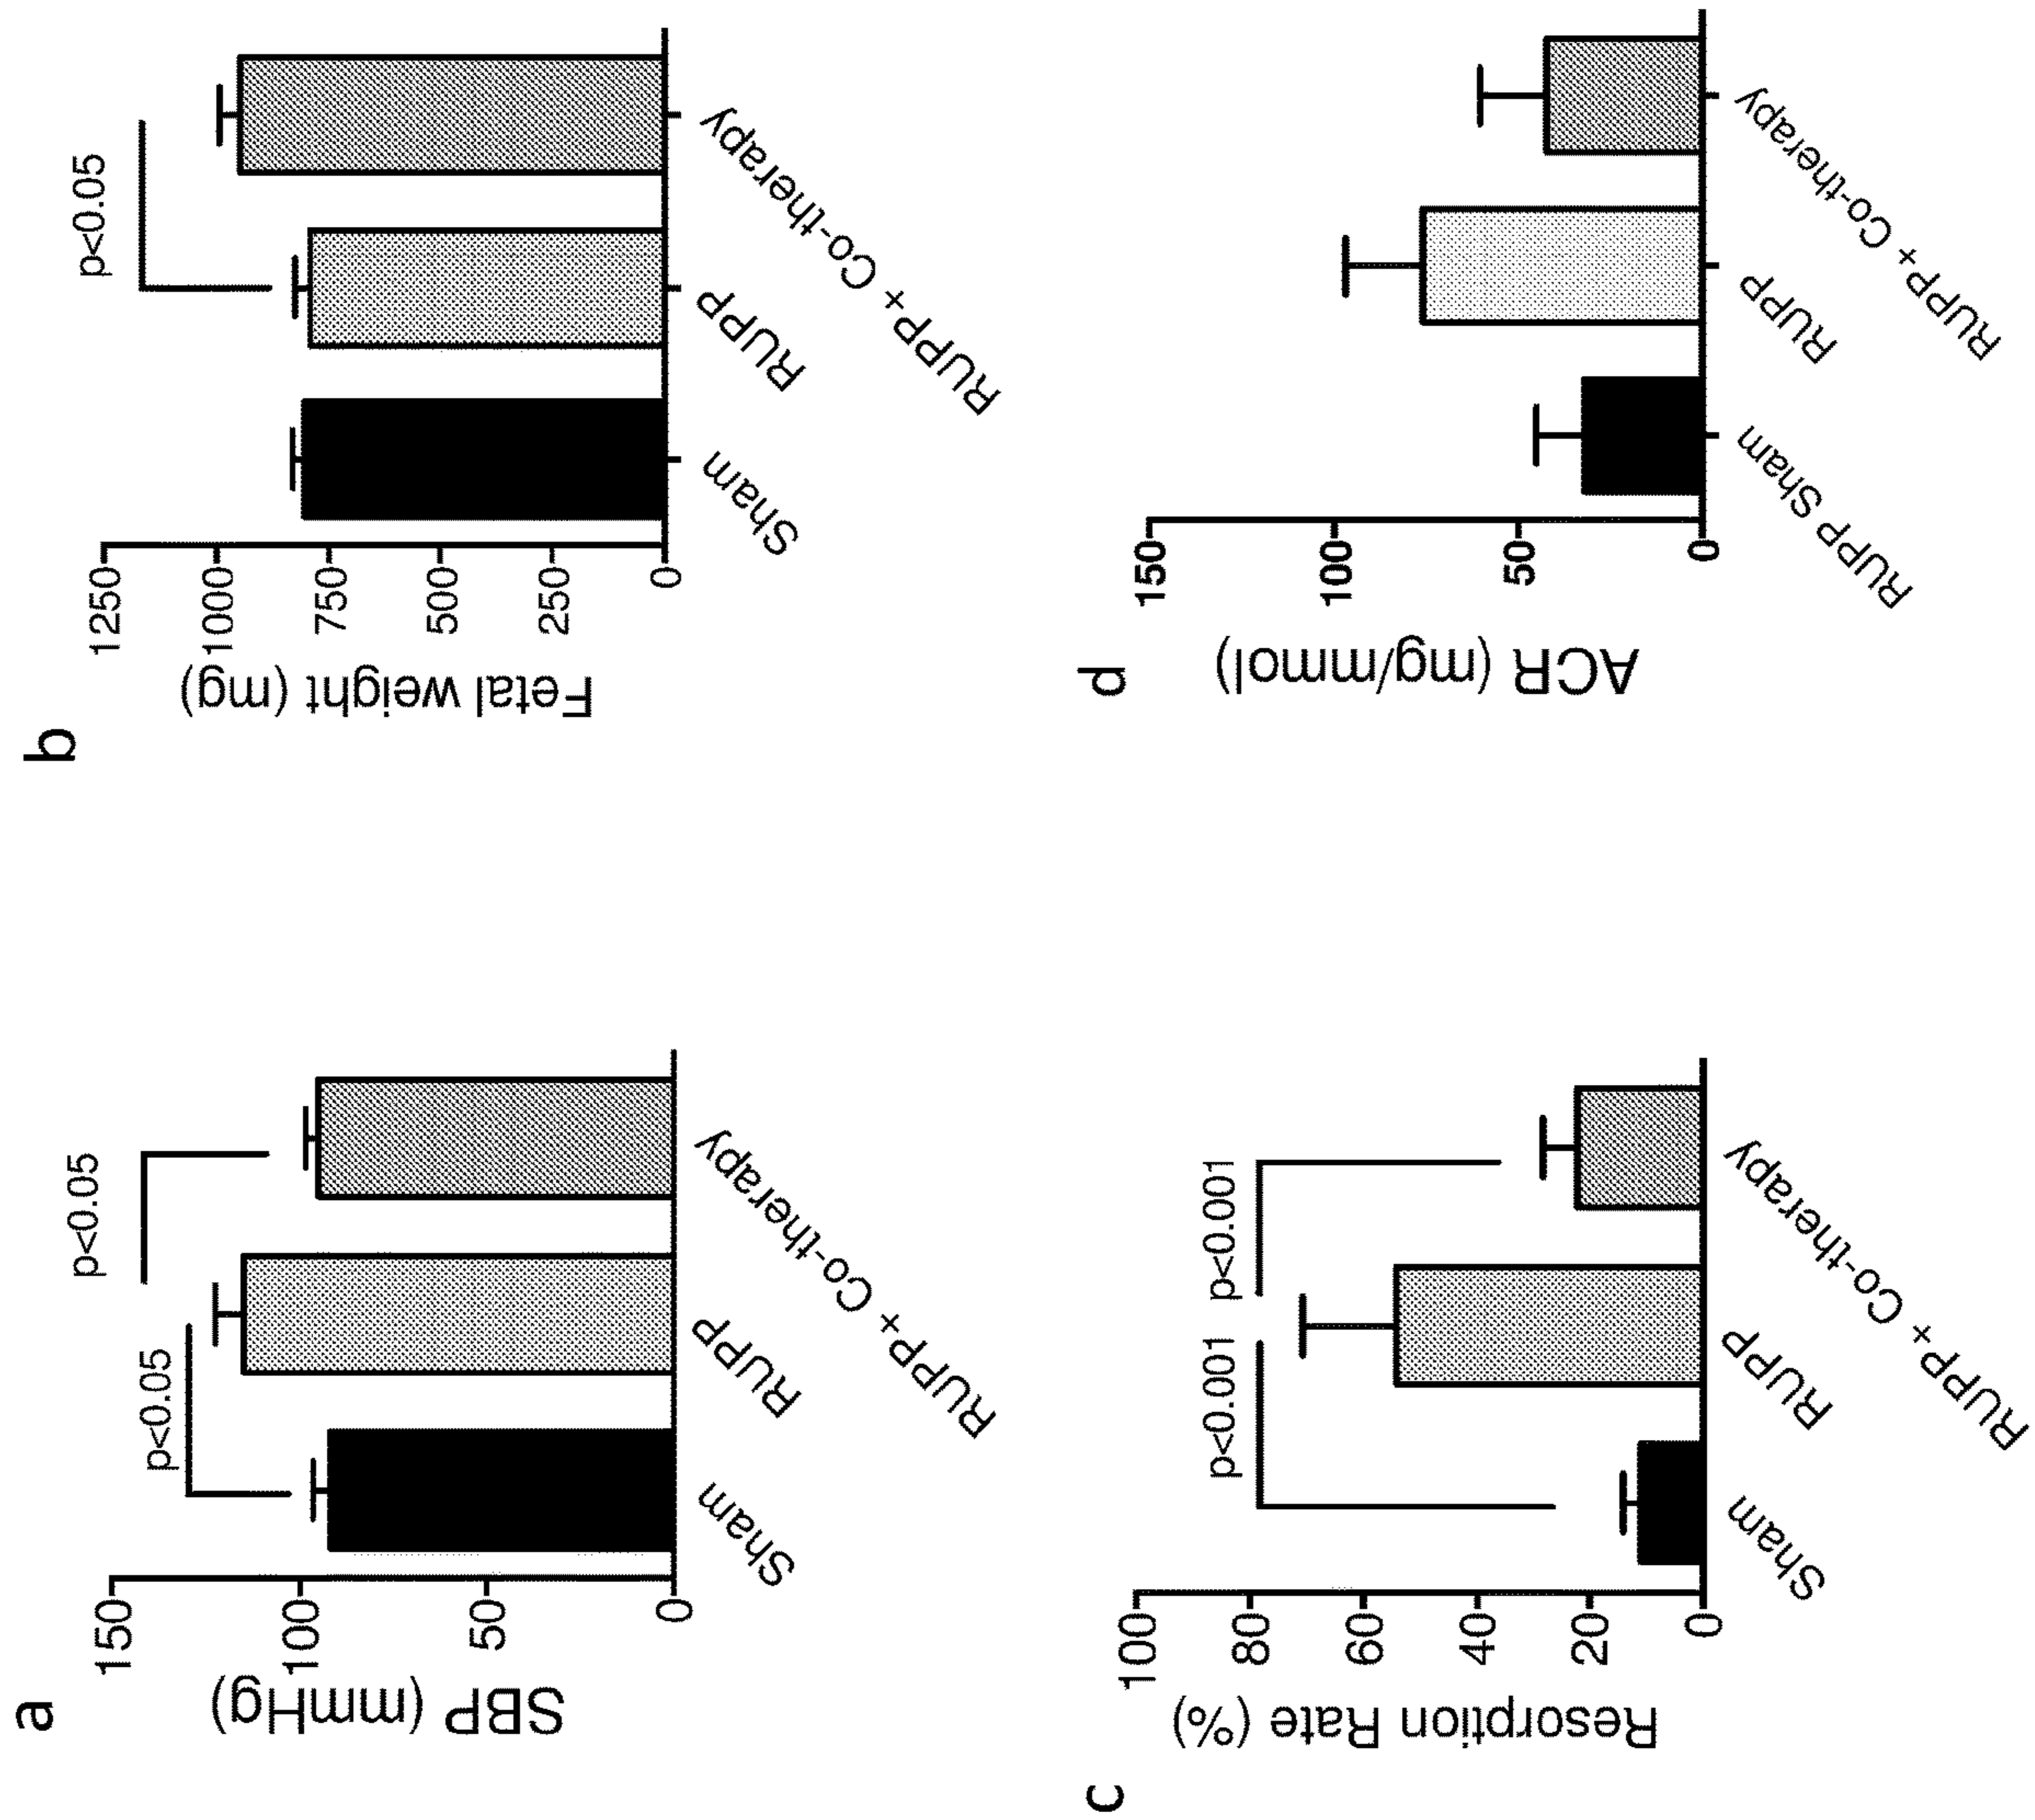 a
SBP (mmHg)
150
100
50
0
p<0.05
p<0.05
Sham
RUPP
RUPP+ Co-therapy
b
Fetal weight (mg)
1250
1000
750
500
250
0
p<0.05
Sham
RUPP
RUPP+ Co-therapy
c
Resorption Rate (%)
100
80
60
40
20
0
p<0.001
p<0.001
Sham
RUPP
RUPP+ Co-therapy
d
ACR (mg/mmol)
150
100
50
0
RUPP Sham
RUPP
RUPP+ Co-therapy